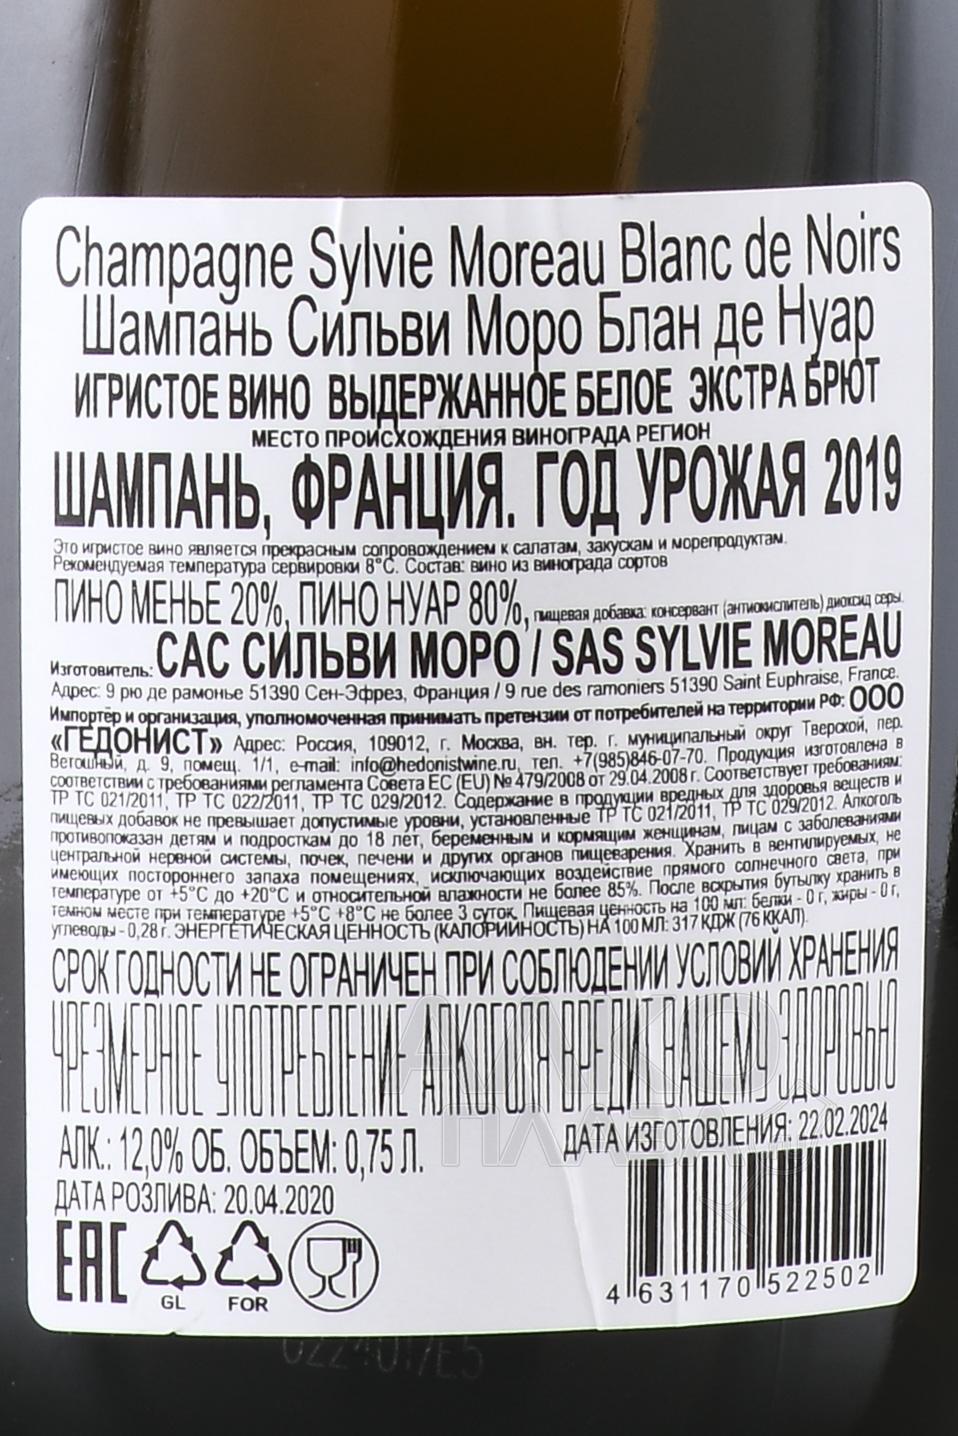 Champagne Sylvie Moreau Blanc de Noirs
Шампань Сильви Моро Блан де Нуар
ИГРИСТОЕ ВИНО ВЫДЕРЖАННОЕ БЕЛОЕ ЭКСТРА БРЮТ
МЕСТО ПРОИСХОЖДЕНИЯ ВИНОГРАДА РЕГИОН
ШАМПАНЬ, ФРАНЦИЯ. ГОД УРОЖАЯ 2019
Это игристое вино является прекрасным сопровождением к салатам, закускам и морепродуктам.
Рекомендуемая температура сервировки 8°С. Состав: вино из винограда сортов
ПИНО МЕНЬЕ 20%, ПИНО НУАР 80%, пищевая добавка: консервант (антиокислитель) диоксид серы.
Изготовитель: САС СИЛЬВИ МОРО / SAS SYLVIE MOREAU
Адрес: 9 рю де рамонье 51390 Сен-Эфрез, Франция / 9 rue des ramoniers 51390 Saint Euphraise, France.
Импортёр и организация, уполномоченная принимать претензии от потребителей на территории РФ: ООО
«ГЕДОНИСТ» Адрес: Россия, 109012, г. Москва, вн. тер. г. муниципальный округ Тверской, пер.
Ветошный, д. 9, помещ. 1/1, e-mail: info@hedonistwine.ru, тел. +7(985)846-07-70. Продукция изготовлена в
соответствии с требованиями регламента Совета ЕС (EU) № 479/2008 от 29.04.2008 г. Соответствует требованиям:
ТР ТС 021/2011, ТР ТС 022/2011, ТР ТС 029/2012. Содержание в продукции вредных для здоровья веществ и
пищевых добавок не превышает допустимые уровни, установленные ТР ТС 021/2011, ТР ТС 029/2012. Алкоголь
противопоказан детям и подросткам до 18 лет, беременным и кормящим женщинам, лицам с заболеваниями
центральной нервной системы, почек, печени и других органов пищеварения. Хранить в вентилируемых, не
имеющих постороннего запаха помещениях, исключающих воздействие прямого солнечного света, при
температуре от +5°С до +20°С и относительной влажности не более 85%. После вскрытия бутылку хранить в
темном месте при температуре +5°С +8°С не более 3 суток. Пищевая ценность на 100 мл: белки - 0 г, жиры - 0 г,
углеводы - 0,28 г. ЭНЕРГЕТИЧЕСКАЯ ЦЕННОСТЬ (КАЛОРИЙНОСТЬ) НА 100 МЛ: 317 КДЖ (76 ККАЛ).
СРОК ГОДНОСТИ НЕ ОГРАНИЧЕН ПРИ СОБЛЮДЕНИИ УСЛОВИЙ ХРАНЕНИЯ
ЧРЕЗМЕРНОЕ УПОТРЕБЛЕНИЕ АЛКОГОЛЯ ВРЕДИТ ВАШЕМУ ЗДОРОВЬЮ
АЛКО
ПЛАЗА
АЛК.: 12,0% ОБ. ОБЪЕМ: 0,75 Л.
ДАТА ИЗГОТОВЛЕНИЯ: 22.02.2024
ДАТА РОЗЛИВА: 20.04.2020
EAC
GL FOR
4 631170 522502